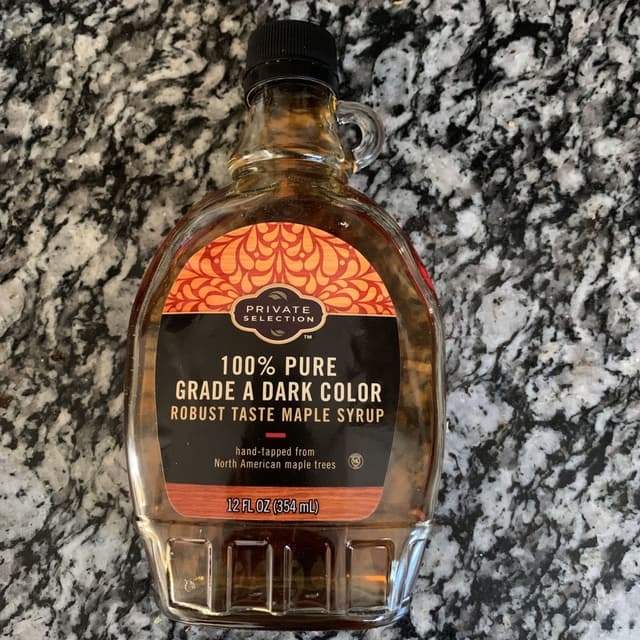 PRIVATE
SELECTION
TM
100% PURE
GRADE A DARK COLOR
ROBUST TASTE MAPLE SYRUP
hand-tapped from
North American maple trees
12 FL OZ (354 mL)